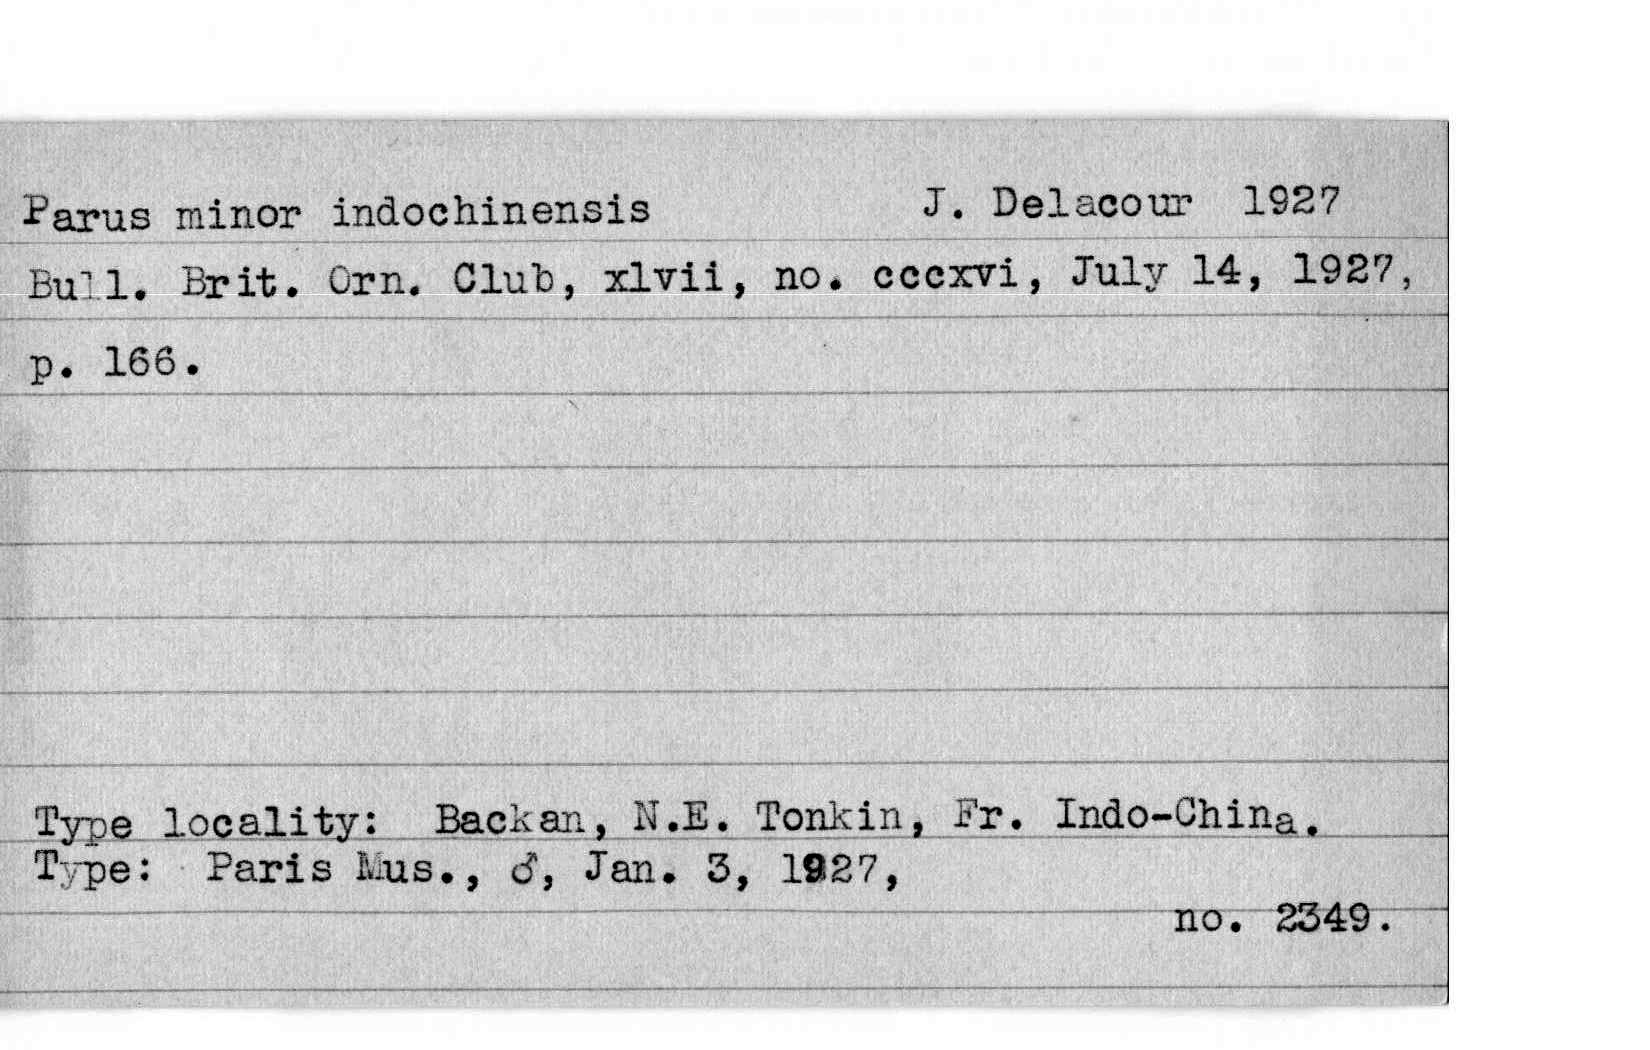 Parus minor indochinensis J. Delacour 1927
Bull. Brit. Orn. Club, xlvii, no. cccxvi, July 14, 1927,
p. 166.
Type locality: Backan, N.E. Tonkin, Fr. Indo-China.
Type: Paris Mus., ♂, Jan. 3, 1927,
no. 2349.